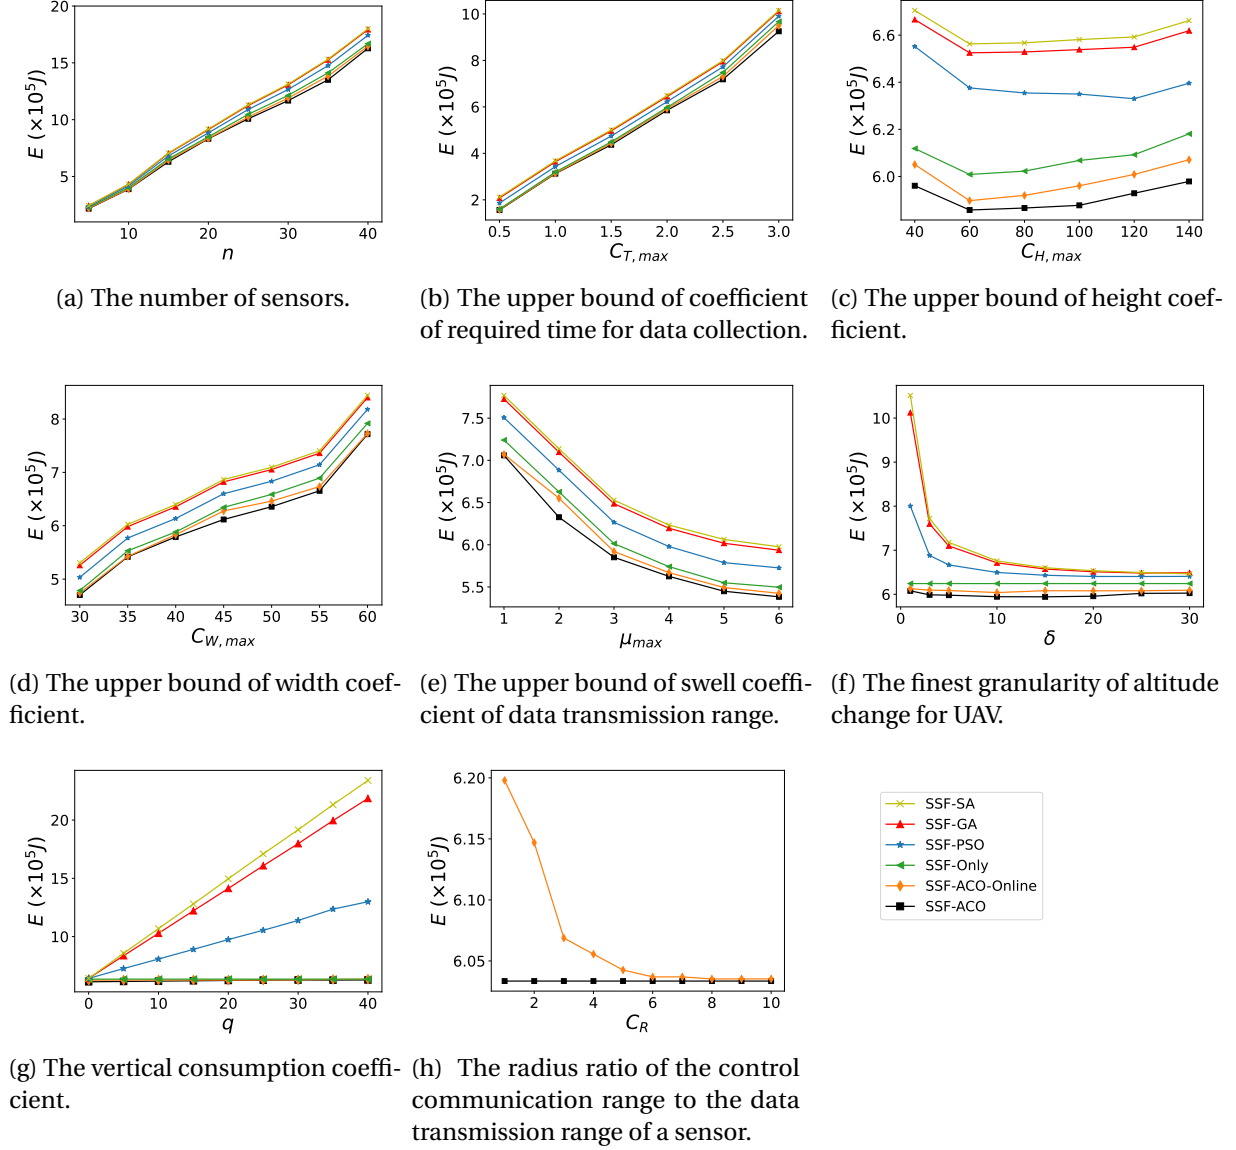 20
15
10
5
E (×10⁵J)
10 20 30 40
n
(a) The number of sensors.
10
8
6
4
2
E (×10⁵J)
0.5 1.0 1.5 2.0 2.5 3.0
C_{T,max}
(b) The upper bound of coefficient
of required time for data collection.
6.6
6.4
6.2
6.0
E (×10⁵J)
40 60 80 100 120 140
C_{H,max}
(c) The upper bound of height coef-
ficient.
8
7
6
5
E (×10⁵J)
30 35 40 45 50 55 60
C_{W,max}
(d) The upper bound of width coef-
ficient.
7.5
7.0
6.5
6.0
5.5
E (×10⁵J)
1 2 3 4 5 6
μ_{max}
(e) The upper bound of swell coeffi-
cient of data transmission range.
10
9
8
7
6
E (×10⁵J)
0 10 20 30
δ
(f) The finest granularity of altitude
change for UAV.
20
15
10
E (×10⁵J)
0 10 20 30 40
q
(g) The vertical consumption coeffi-
cient.
6.20
6.15
6.10
6.05
E (×10⁵J)
2 4 6 8 10
C_R
(h) The radius ratio of the control
communication range to the data
transmission range of a sensor.
SSF-SA
SSF-GA
SSF-PSO
SSF-Only
SSF-ACO-Online
SSF-ACO